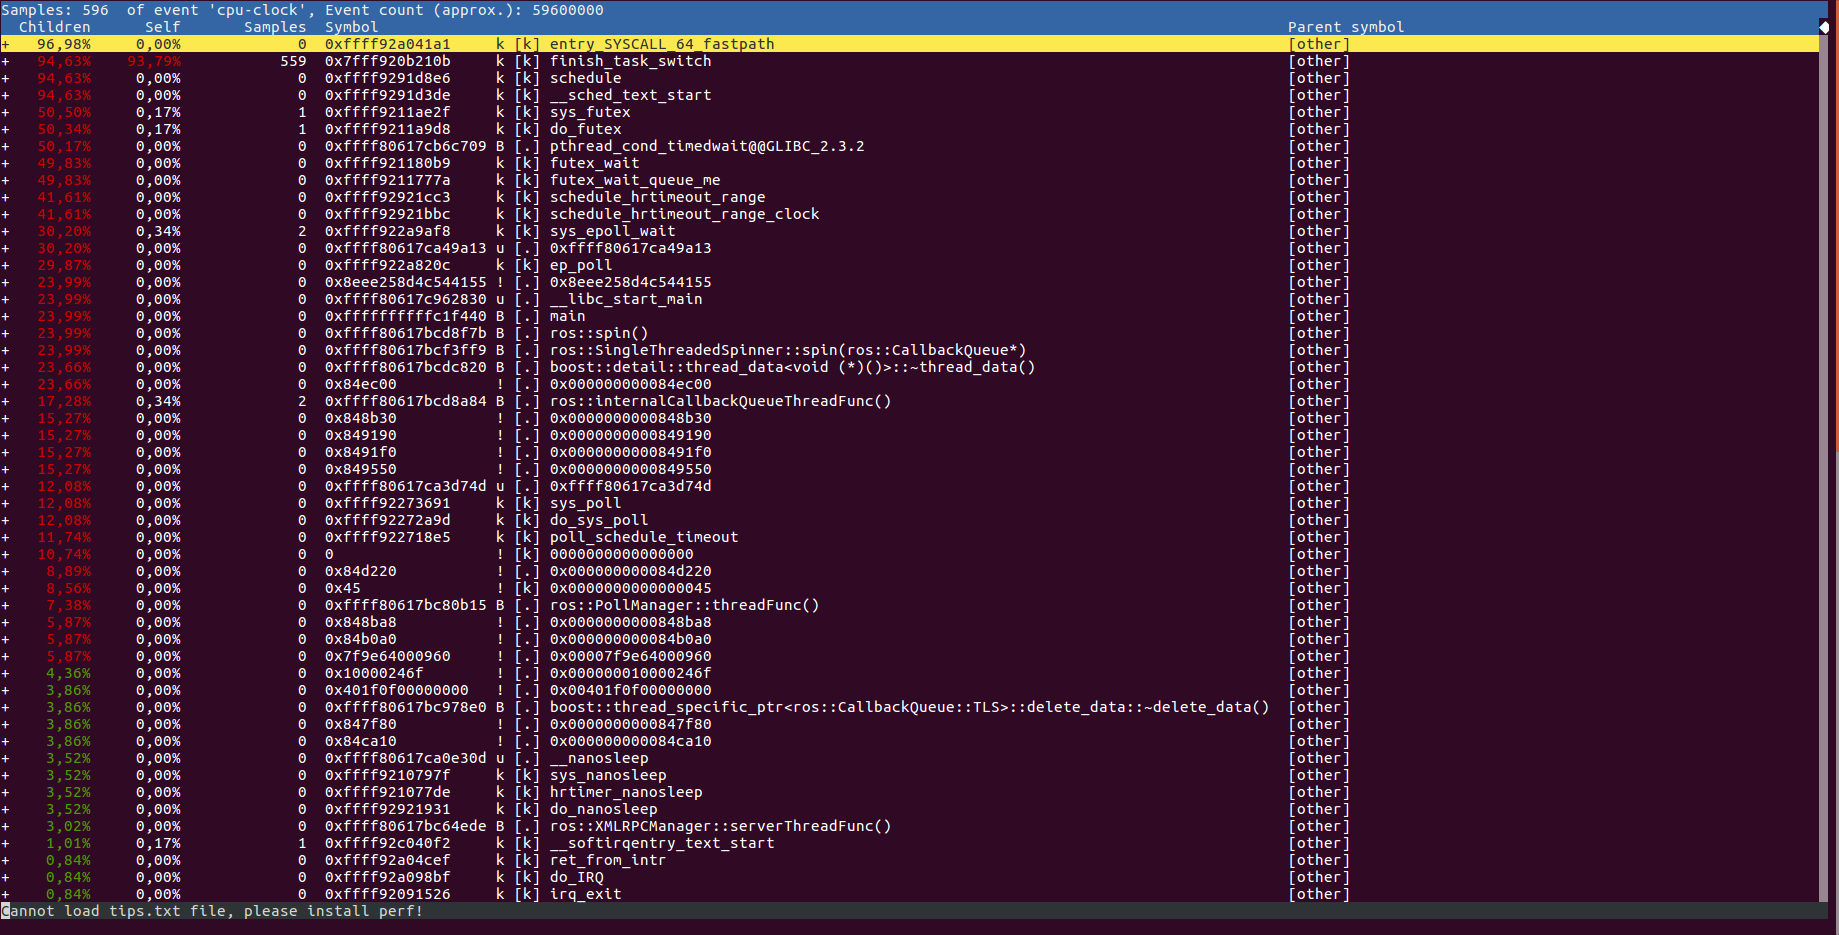 Samples: 596  of event 'cpu-clock', Event count (approx.): 59600000
Children Self Samples Symbol Parent symbol
+ 96,98% 0,00% 0 0xffff92a041a1 k [k] entry_SYSCALL_64_fastpath [other]
+ 94,63% 93,79% 559 0x7fff920b210b k [k] finish_task_switch [other]
+ 94,63% 0,00% 0 0xffff9291d8e6 k [k] schedule [other]
+ 94,63% 0,00% 0 0xffff9291d3de k [k] __sched_text_start [other]
+ 50,50% 0,17% 1 0xffff9211ae2f k [k] sys_futex [other]
+ 50,34% 0,17% 1 0xffff9211a9d8 k [k] do_futex [other]
+ 50,17% 0,00% 0 0xffff80617cb6c709 B [.] pthread_cond_timedwait@@GLIBC_2.3.2 [other]
+ 49,83% 0,00% 0 0xffff921180b9 k [k] futex_wait [other]
+ 49,83% 0,00% 0 0xffff9211777a k [k] futex_wait_queue_me [other]
+ 41,61% 0,00% 0 0xffff92921cc3 k [k] schedule_hrtimeout_range [other]
+ 41,61% 0,00% 0 0xffff92921bbc k [k] schedule_hrtimeout_range_clock [other]
+ 30,20% 0,34% 2 0xffff922a9af8 k [k] sys_epoll_wait [other]
+ 30,20% 0,00% 0 0xffff80617ca49a13 u [.] 0xffff80617ca49a13 [other]
+ 29,87% 0,00% 0 0xffff922a820c k [k] ep_poll [other]
+ 23,99% 0,00% 0 0x8eee258d4c544155 ! [.] 0x8eee258d4c544155 [other]
+ 23,99% 0,00% 0 0xffff80617c962830 u [.] __libc_start_main [other]
+ 23,99% 0,00% 0 0xffffffffffc1f440 B [.] main [other]
+ 23,99% 0,00% 0 0xffff80617bcd8f7b B [.] ros::spin() [other]
+ 23,99% 0,00% 0 0xffff80617bcf3ff9 B [.] ros::SingleThreadedSpinner::spin(ros::CallbackQueue*) [other]
+ 23,66% 0,00% 0 0xffff80617bcdc820 B [.] boost::detail::thread_data<void (*)()>::~thread_data() [other]
+ 23,66% 0,00% 0 0x84ec00 ! [.] 0x000000000084ec00 [other]
+ 17,28% 0,34% 2 0xffff80617bcd8a84 B [.] ros::internalCallbackQueueThreadFunc() [other]
+ 15,27% 0,00% 0 0x848b30 ! [.] 0x0000000000848b30 [other]
+ 15,27% 0,00% 0 0x849190 ! [.] 0x0000000000849190 [other]
+ 15,27% 0,00% 0 0x8491f0 ! [.] 0x00000000008491f0 [other]
+ 15,27% 0,00% 0 0x849550 ! [.] 0x0000000000849550 [other]
+ 12,08% 0,00% 0 0xffff80617ca3d74d u [.] 0xffff80617ca3d74d [other]
+ 12,08% 0,00% 0 0xffff92273691 k [k] sys_poll [other]
+ 12,08% 0,00% 0 0xffff92272a9d k [k] do_sys_poll [other]
+ 11,74% 0,00% 0 0xffff922718e5 k [k] poll_schedule_timeout [other]
+ 10,74% 0,00% 0 0 ! [k] 0000000000000000 [other]
+ 8,89% 0,00% 0 0x84d220 ! [.] 0x000000000084d220 [other]
+ 8,56% 0,00% 0 0x45 ! [k] 0x0000000000000045 [other]
+ 7,38% 0,00% 0 0xffff80617bc80b15 B [.] ros::PollManager::threadFunc() [other]
+ 5,87% 0,00% 0 0x848ba8 ! [.] 0x0000000000848ba8 [other]
+ 5,87% 0,00% 0 0x84b0a0 ! [.] 0x000000000084b0a0 [other]
+ 5,87% 0,00% 0 0x7f9e64000960 ! [.] 0x00007f9e64000960 [other]
+ 4,36% 0,00% 0 0x10000246f ! [.] 0x000000010000246f [other]
+ 3,86% 0,00% 0 0x401f0f00000000 ! [.] 0x00401f0f00000000 [other]
+ 3,86% 0,00% 0 0xffff80617bc978e0 B [.] boost::thread_specific_ptr<ros::CallbackQueue::TLS>::delete_data::~delete_data() [other]
+ 3,86% 0,00% 0 0x847f80 ! [.] 0x0000000000847f80 [other]
+ 3,86% 0,00% 0 0x84ca10 ! [.] 0x000000000084ca10 [other]
+ 3,52% 0,00% 0 0xffff80617ca0e30d u [.] __nanosleep [other]
+ 3,52% 0,00% 0 0xffff9210797f k [k] sys_nanosleep [other]
+ 3,52% 0,00% 0 0xffff921077de k [k] hrtimer_nanosleep [other]
+ 3,52% 0,00% 0 0xffff92921931 k [k] do_nanosleep [other]
+ 3,02% 0,00% 0 0xffff80617bc64ede B [.] ros::XMLRPCManager::serverThreadFunc() [other]
+ 1,01% 0,17% 1 0xffff92c040f2 k [k] __softirqentry_text_start [other]
+ 0,84% 0,00% 0 0xffff92a04cef k [k] ret_from_intr [other]
+ 0,84% 0,00% 0 0xffff92a098bf k [k] do_IRQ [other]
+ 0,84% 0,00% 0 0xffff92091526 k [k] irq_exit [other]
Cannot load tips.txt file, please install perf!